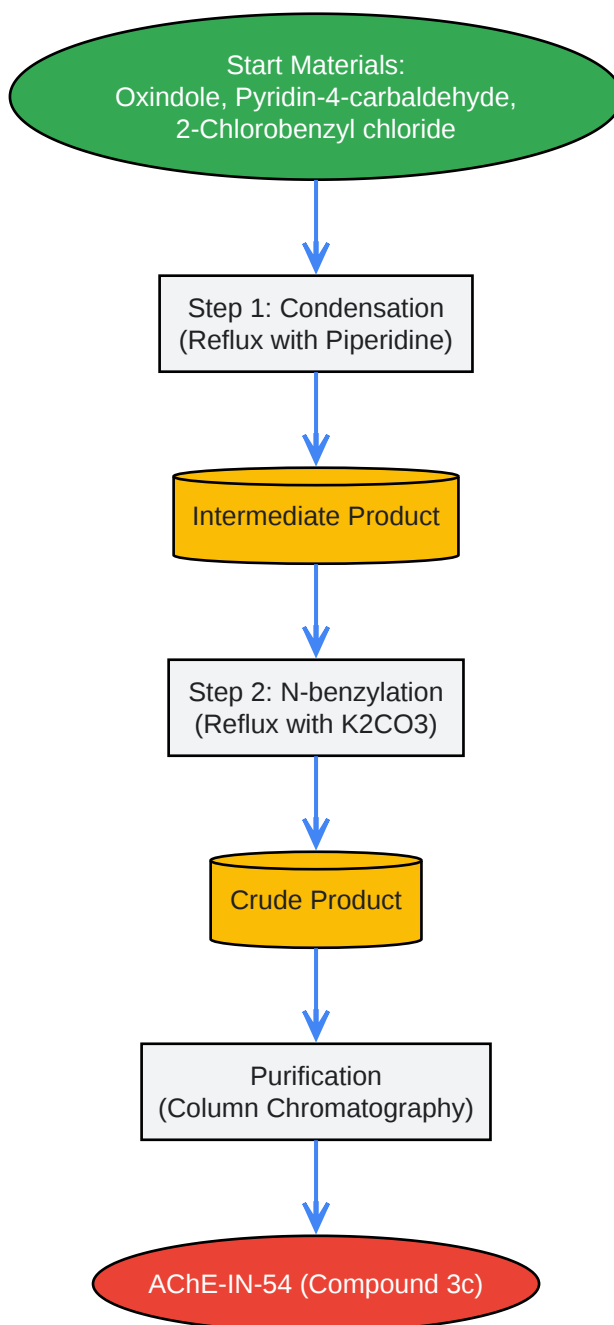 Start Materials:
Oxindole, Pyridin-4-carbaldehyde,
2-Chlorobenzyl chloride
Step 1: Condensation
(Reflux with Piperidine)
Intermediate Product
Step 2: N-benzylation
(Reflux with K2CO3)
Crude Product
Purification
(Column Chromatography)
AChE-IN-54 (Compound 3c)